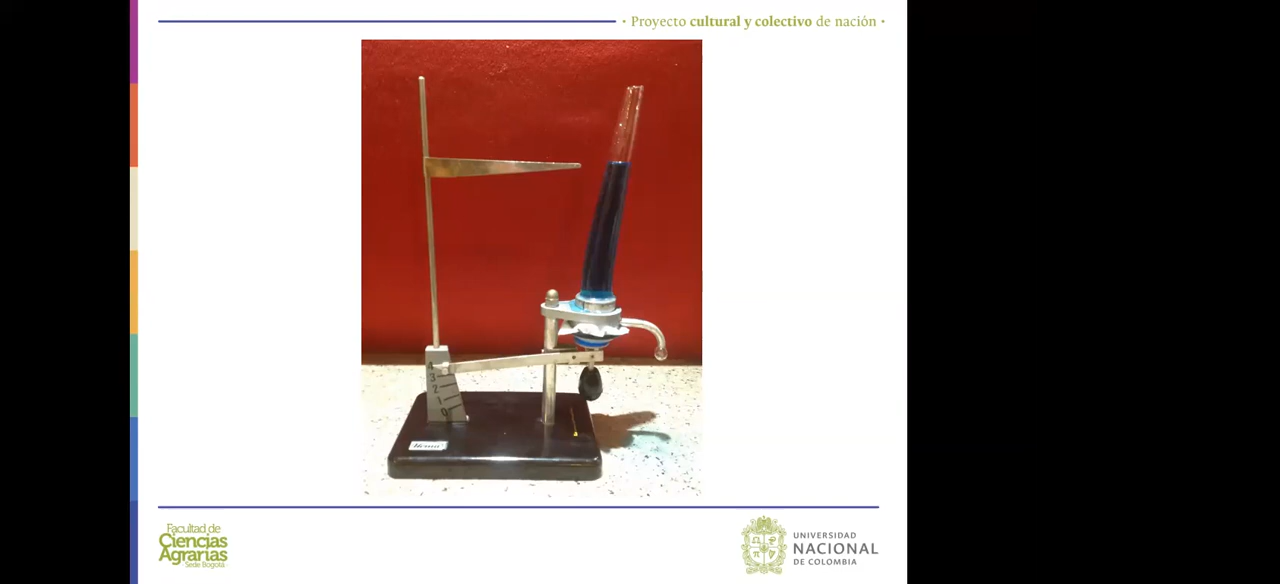 · Proyecto cultural y colectivo de nación ·
4
3
2
1
0
Facultad de
Ciencias
Agrarias
Sede Bogotá
UNIVERSIDAD
NACIONAL
DE COLOMBIA